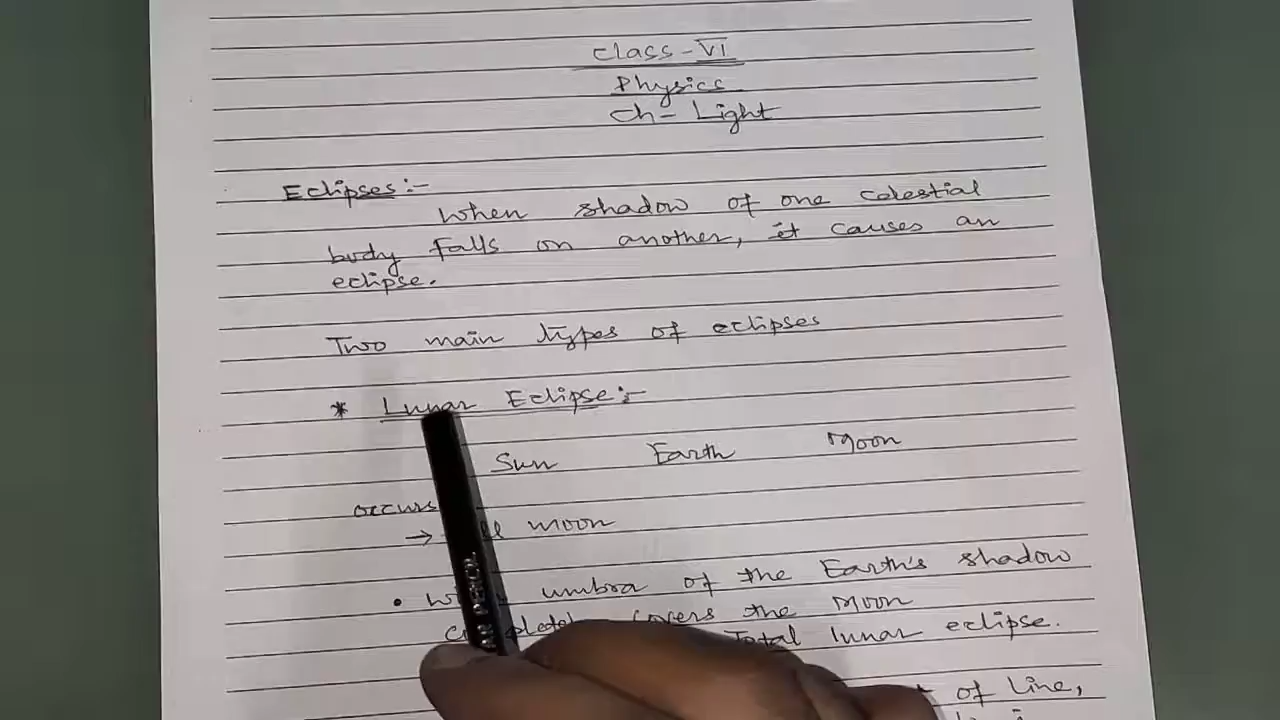 Class - VI
Physics
Ch - Light
Eclipses :-
When shadow of one celestial
body falls on another, it causes an
eclipse.
Two main types of eclipses
* Lunar Eclipse :-
Sun Earth Moon
occurs
→ moon
• umbra of the Earth's shadow
covers the Moon
Total lunar eclipse.
of line,